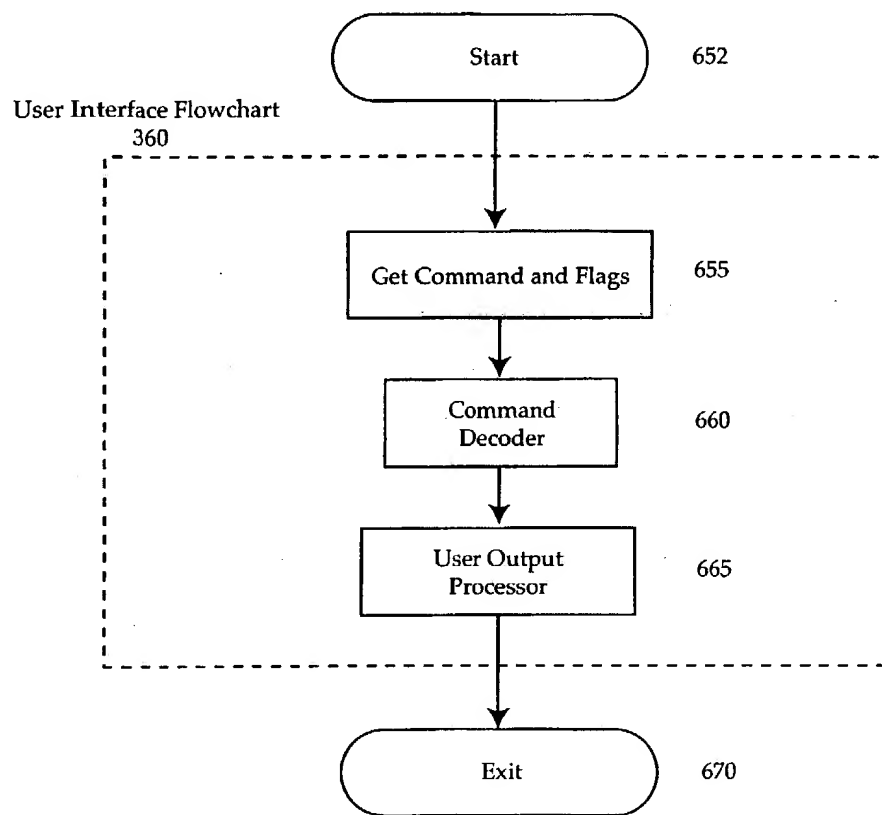 Start
652
User Interface Flowchart
360
Get Command and Flags
655
Command
Decoder
660
User Output
Processor
665
Exit
670